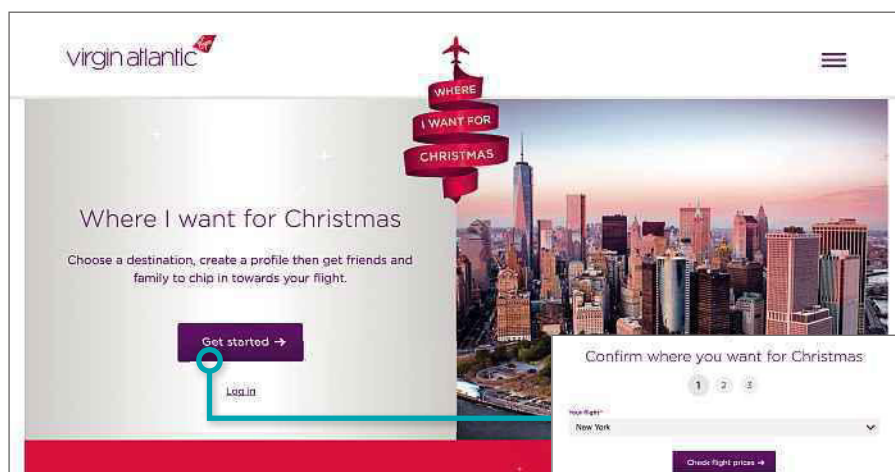 virgin atlantic
WHERE
I WANT FOR
CHRISTMAS
Where I want for Christmas
Choose a destination, create a profile then get friends and
family to chip in towards your flight.
Get started →
Log in
Confirm where you want for Christmas
1 2 3
Your flight*
New York
Check flight prices →